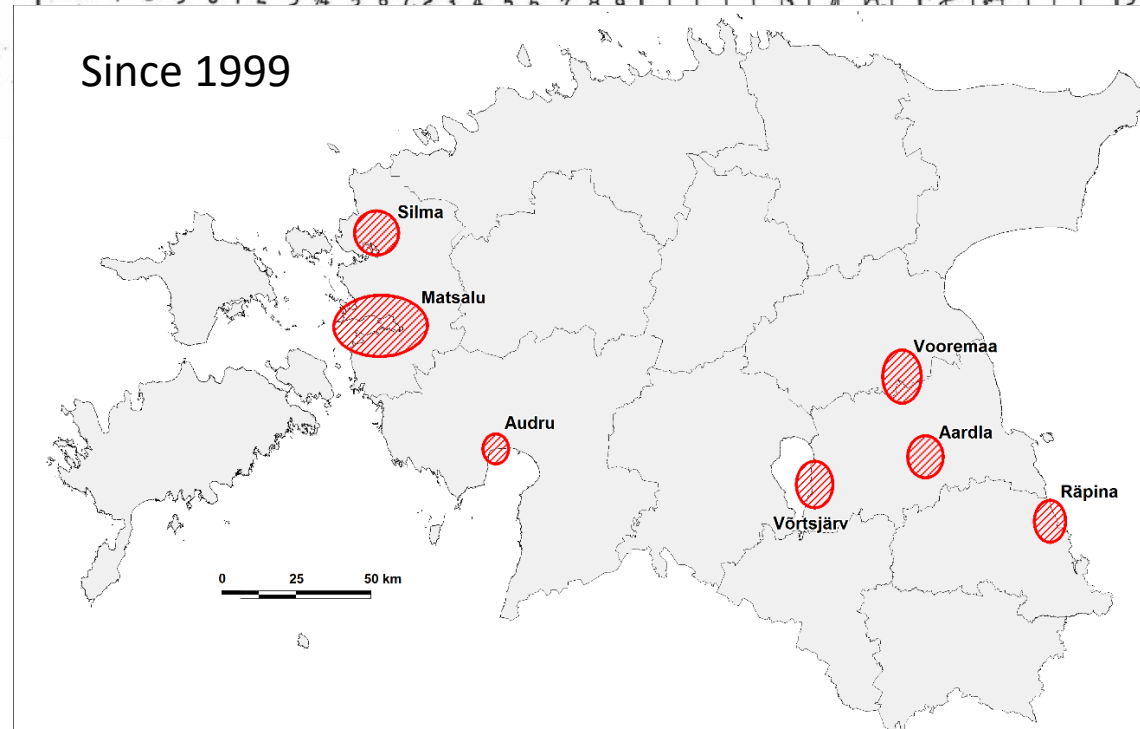 Since 1999
Silma
Matsalu
Vooremaa
Audru
Aardla
Räpina
Võrtsjärv
0 25 50 km